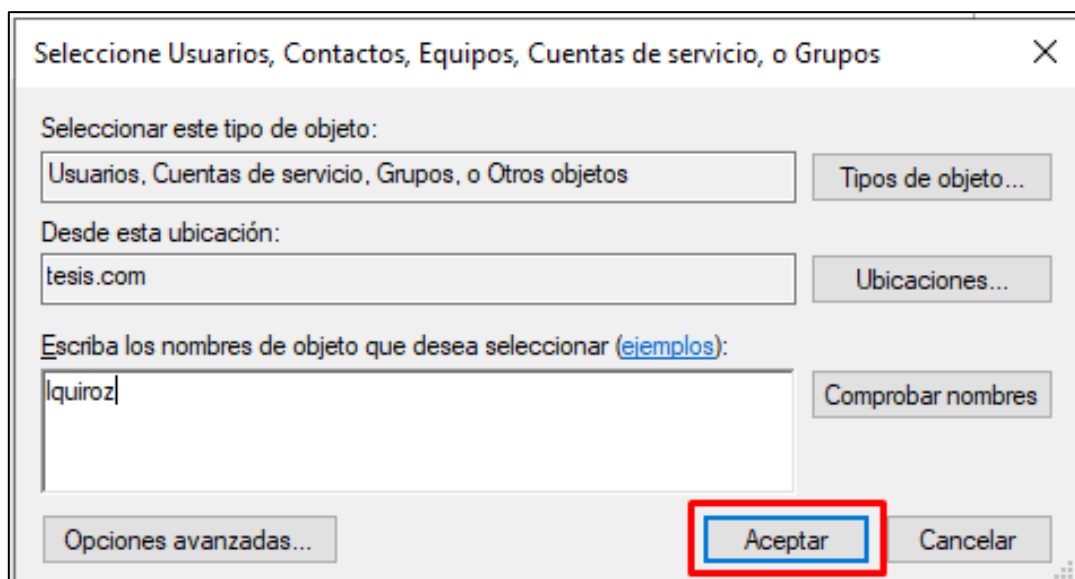 Seleccione Usuarios, Contactos, Equipos, Cuentas de servicio, o Grupos
Seleccionar este tipo de objeto:
Usuarios, Cuentas de servicio, Grupos, o Otros objetos
Tipos de objeto...
Desde esta ubicación:
tesis.com
Ubicaciones...
Escriba los nombres de objeto que desea seleccionar (ejemplos):
lquiroz
Comprobar nombres
Opciones avanzadas...
Aceptar
Cancelar